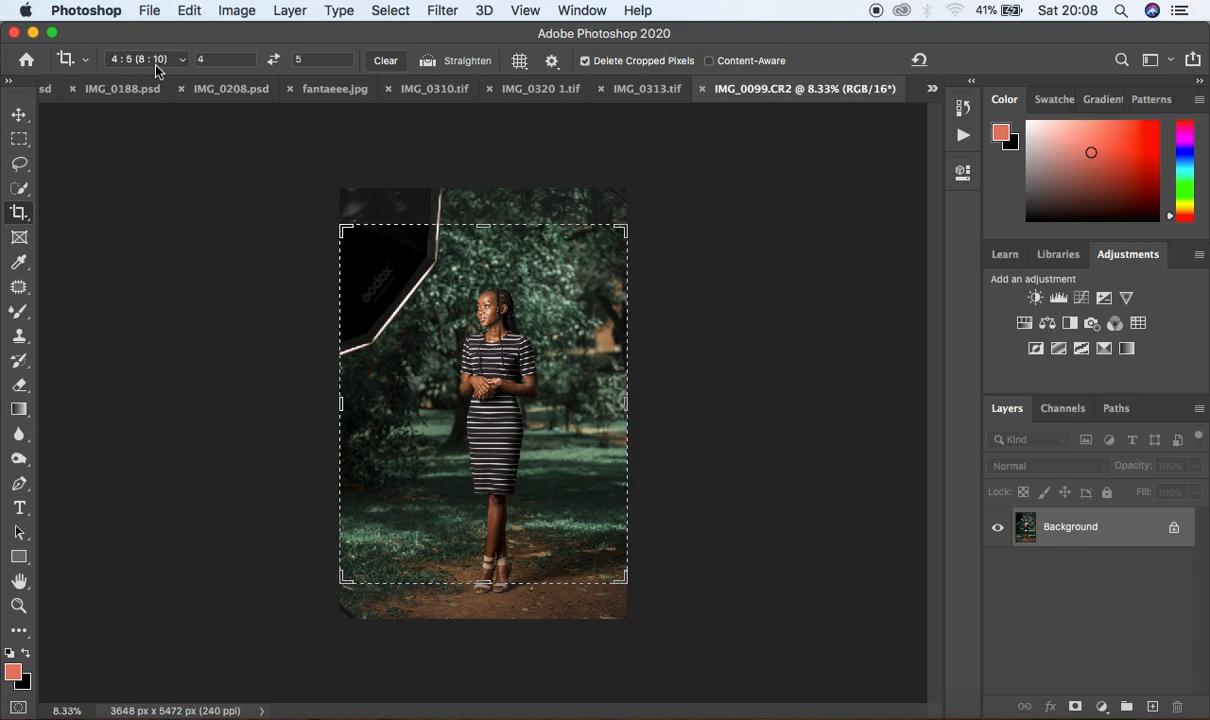 Photoshop File Edit Image Layer Type Select Filter 3D View Window Help 41% Sat 20:08
Adobe Photoshop 2020
4 : 5 (8 : 10) 4 5 Clear Straighten Delete Cropped Pixels Content-Aware
sd × IMG_0188.psd × IMG_0208.psd × fantaeee.jpg × IMG_0310.tif × IMG_0320 1.tif × IMG_0313.tif × IMG_0099.CR2 @ 8.33% (RGB/16*)
Color Swatche Gradien Patterns
Godox
Learn Libraries Adjustments
Add an adjustment
Layers Channels Paths
Kind
Normal Opacity: 100%
Lock: Fill: 100%
Background
8.33% 3648 px x 5472 px (240 ppi)